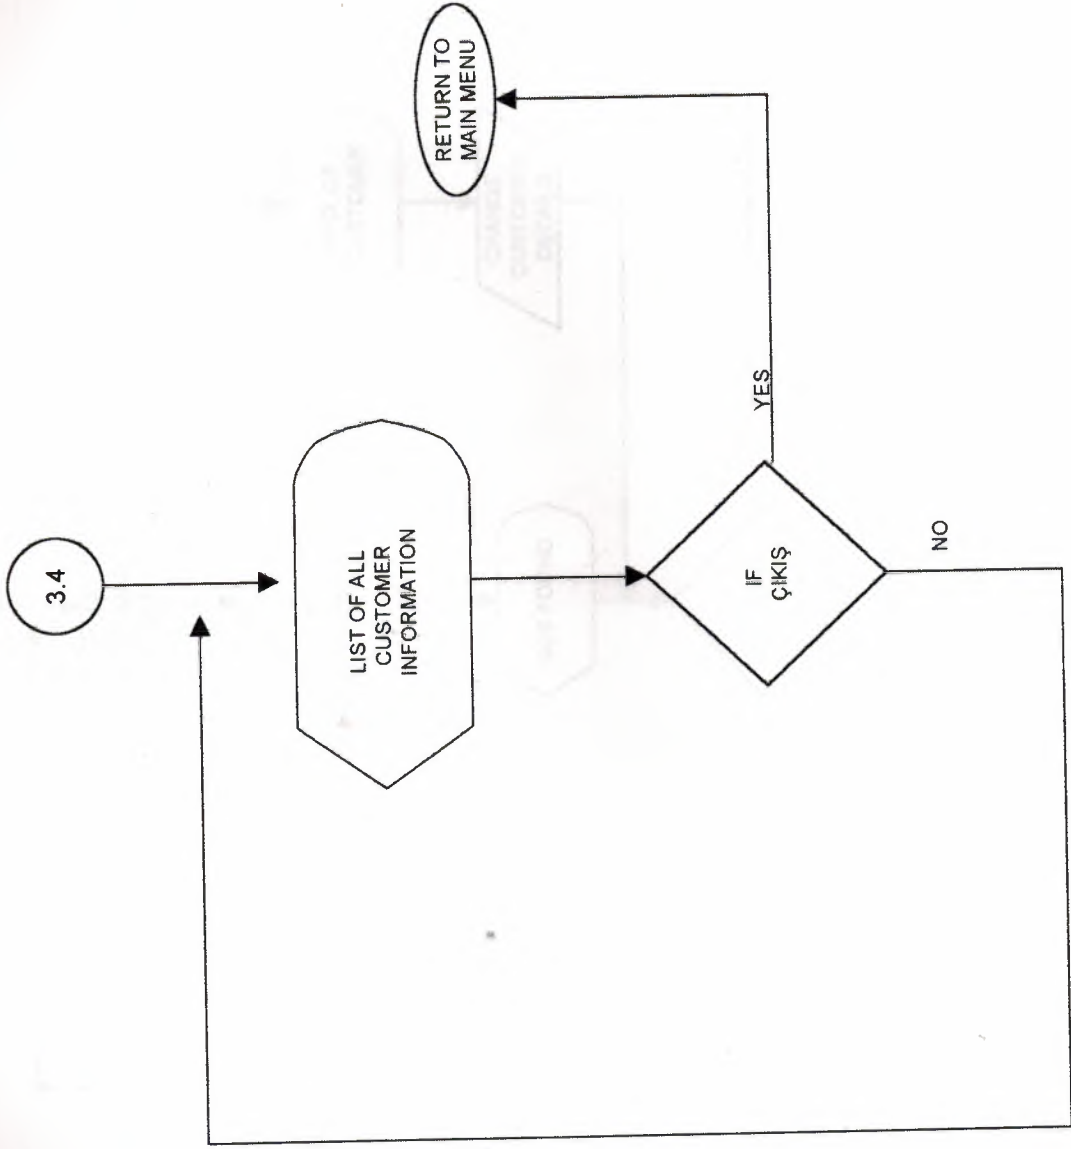 3.4
LIST OF ALL
CUSTOMER
INFORMATION
IF
ÇIKIŞ
YES
NO
RETURN TO
MAIN MENU